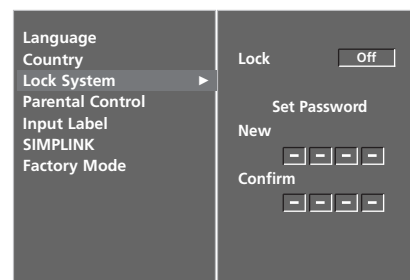 Language
Country
Lock System ►
Parental Control
Input Label
SIMPLINK
Factory Mode
Lock Off
Set Password
New
– – – –
Confirm
– – – –